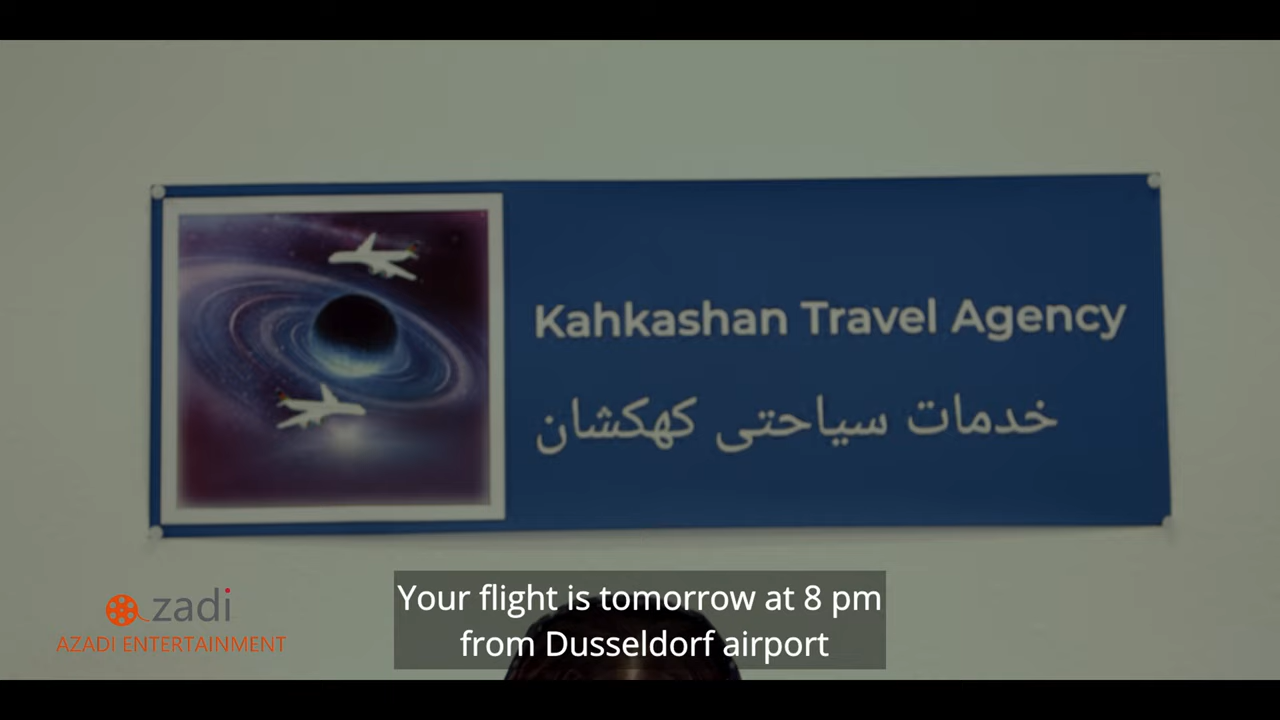 Kahkashan Travel Agency
خدمات سیاحتی کهکشان
zadi
AZADI ENTERTAINMENT
Your flight is tomorrow at 8 pm
from Dusseldorf airport